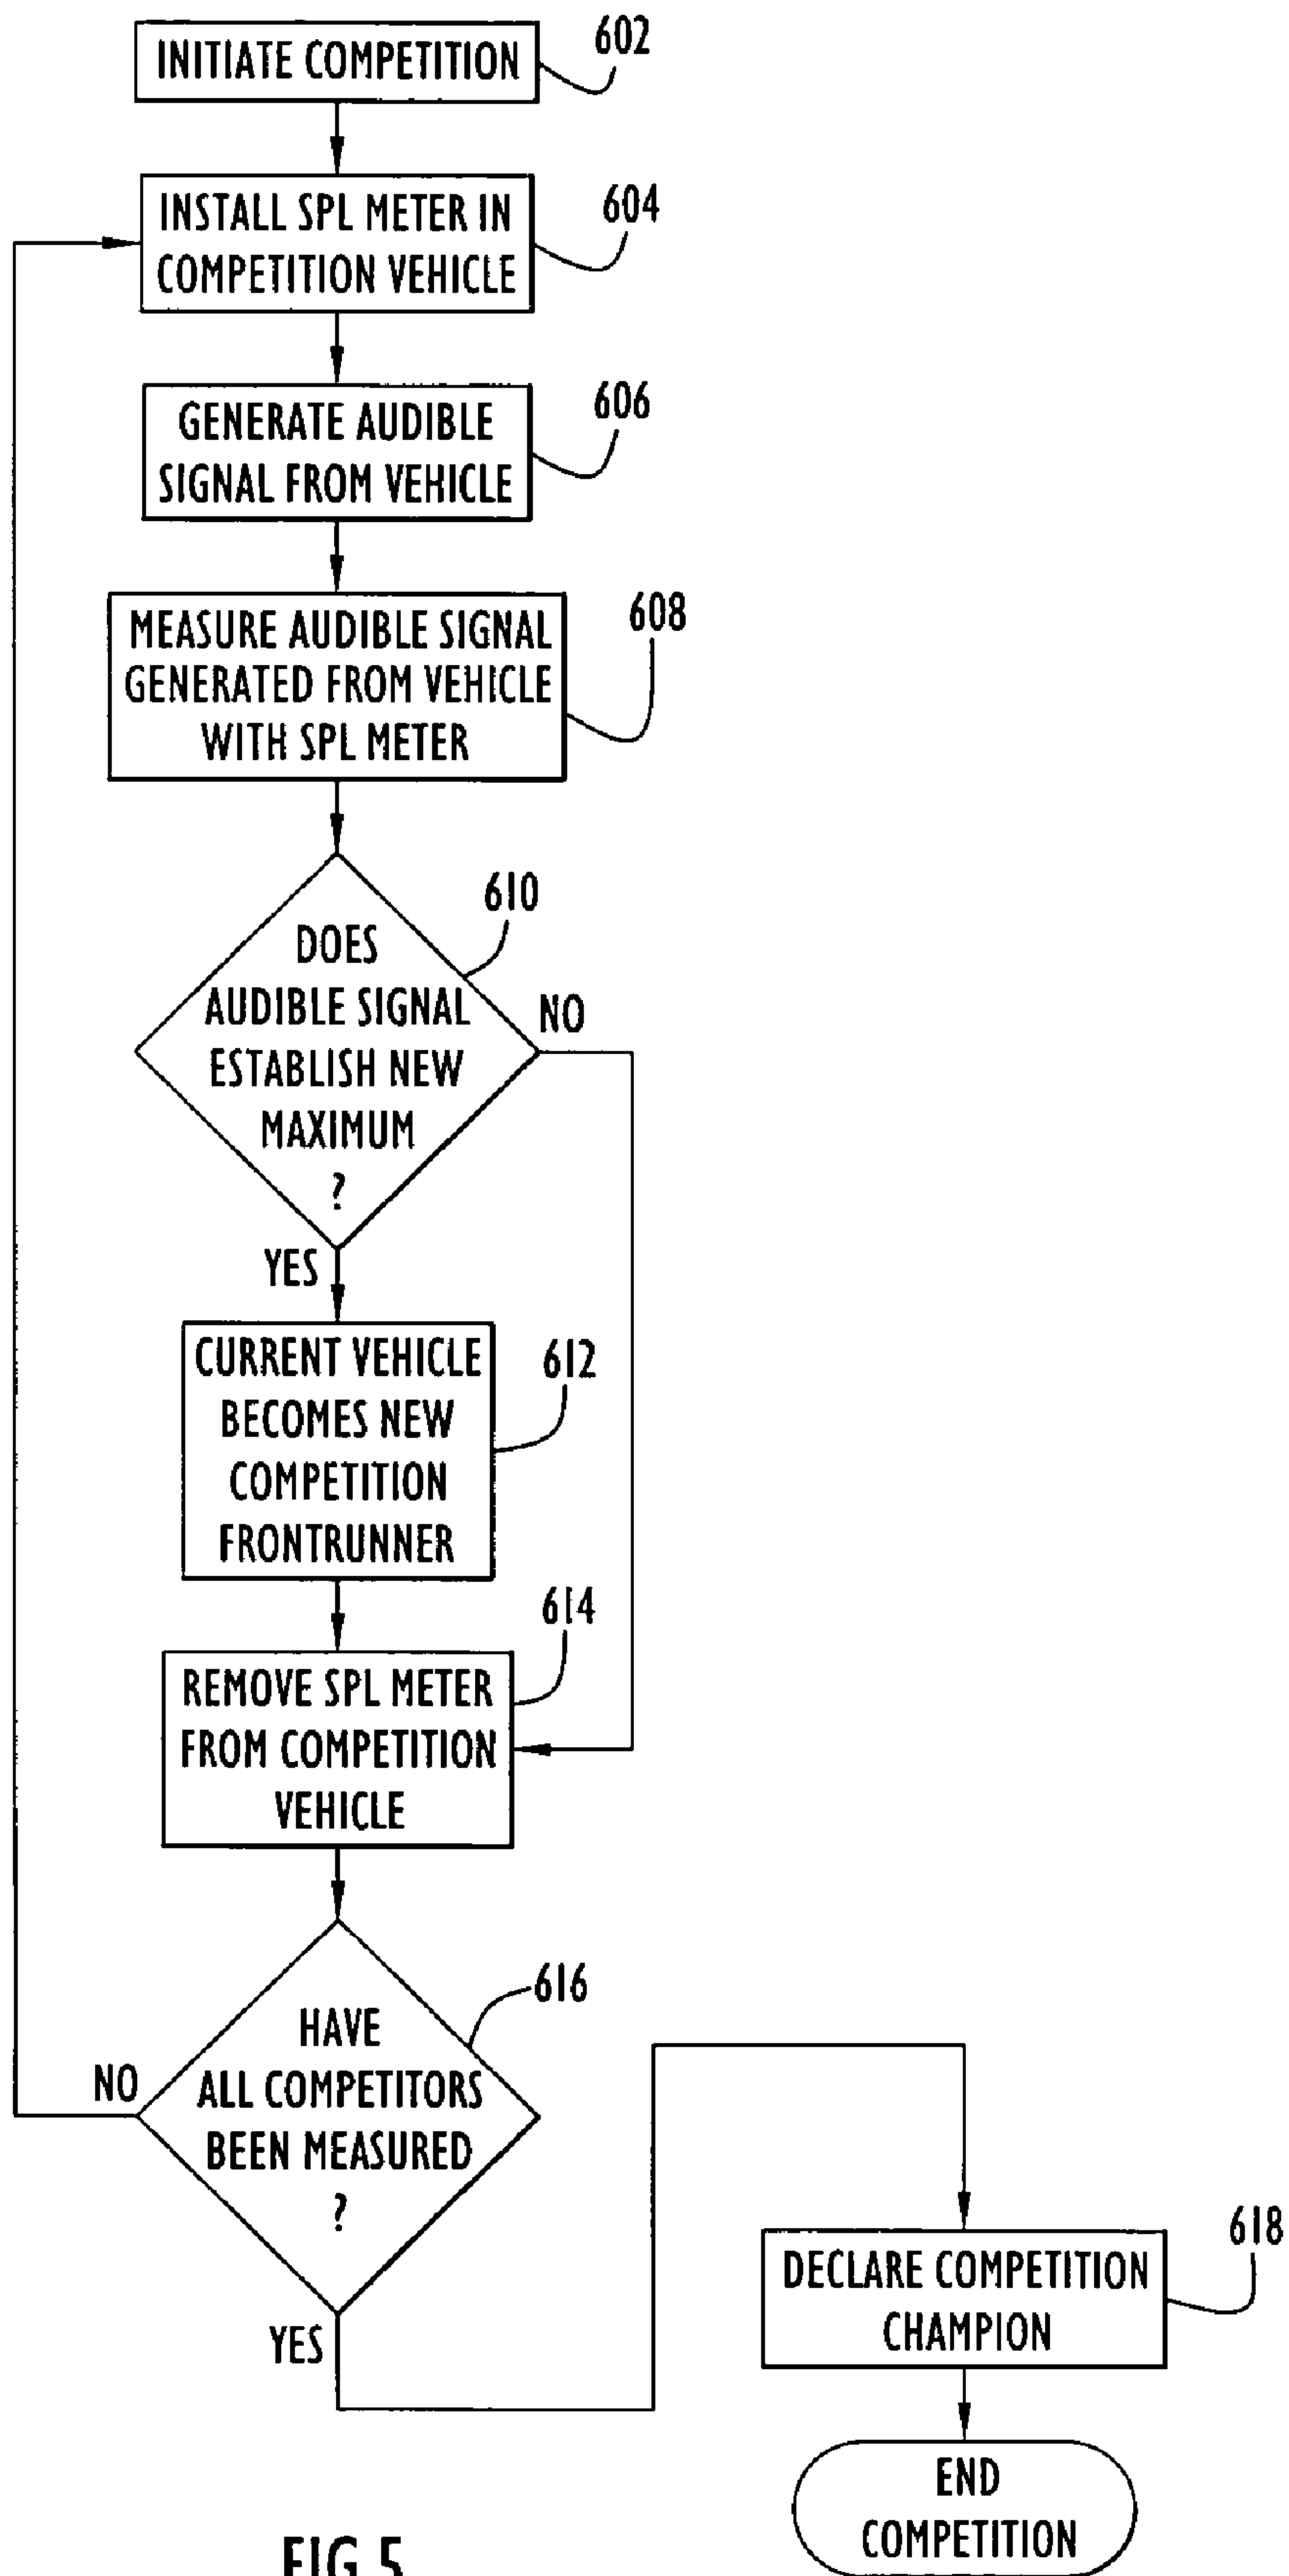 INITIATE COMPETITION
602
INSTALL SPL METER IN
COMPETITION VEHICLE
604
GENERATE AUDIBLE
SIGNAL FROM VEHICLE
606
MEASURE AUDIBLE SIGNAL
GENERATED FROM VEHICLE
WITH SPL METER
608
DOES
AUDIBLE SIGNAL
ESTABLISH NEW
MAXIMUM
?
610
NO
YES
CURRENT VEHICLE
BECOMES NEW
COMPETITION
FRONTRUNNER
612
REMOVE SPL METER
FROM COMPETITION
VEHICLE
614
HAVE
ALL COMPETITORS
BEEN MEASURED
?
616
NO
YES
DECLARE COMPETITION
CHAMPION
618
END
COMPETITION
FIG.5